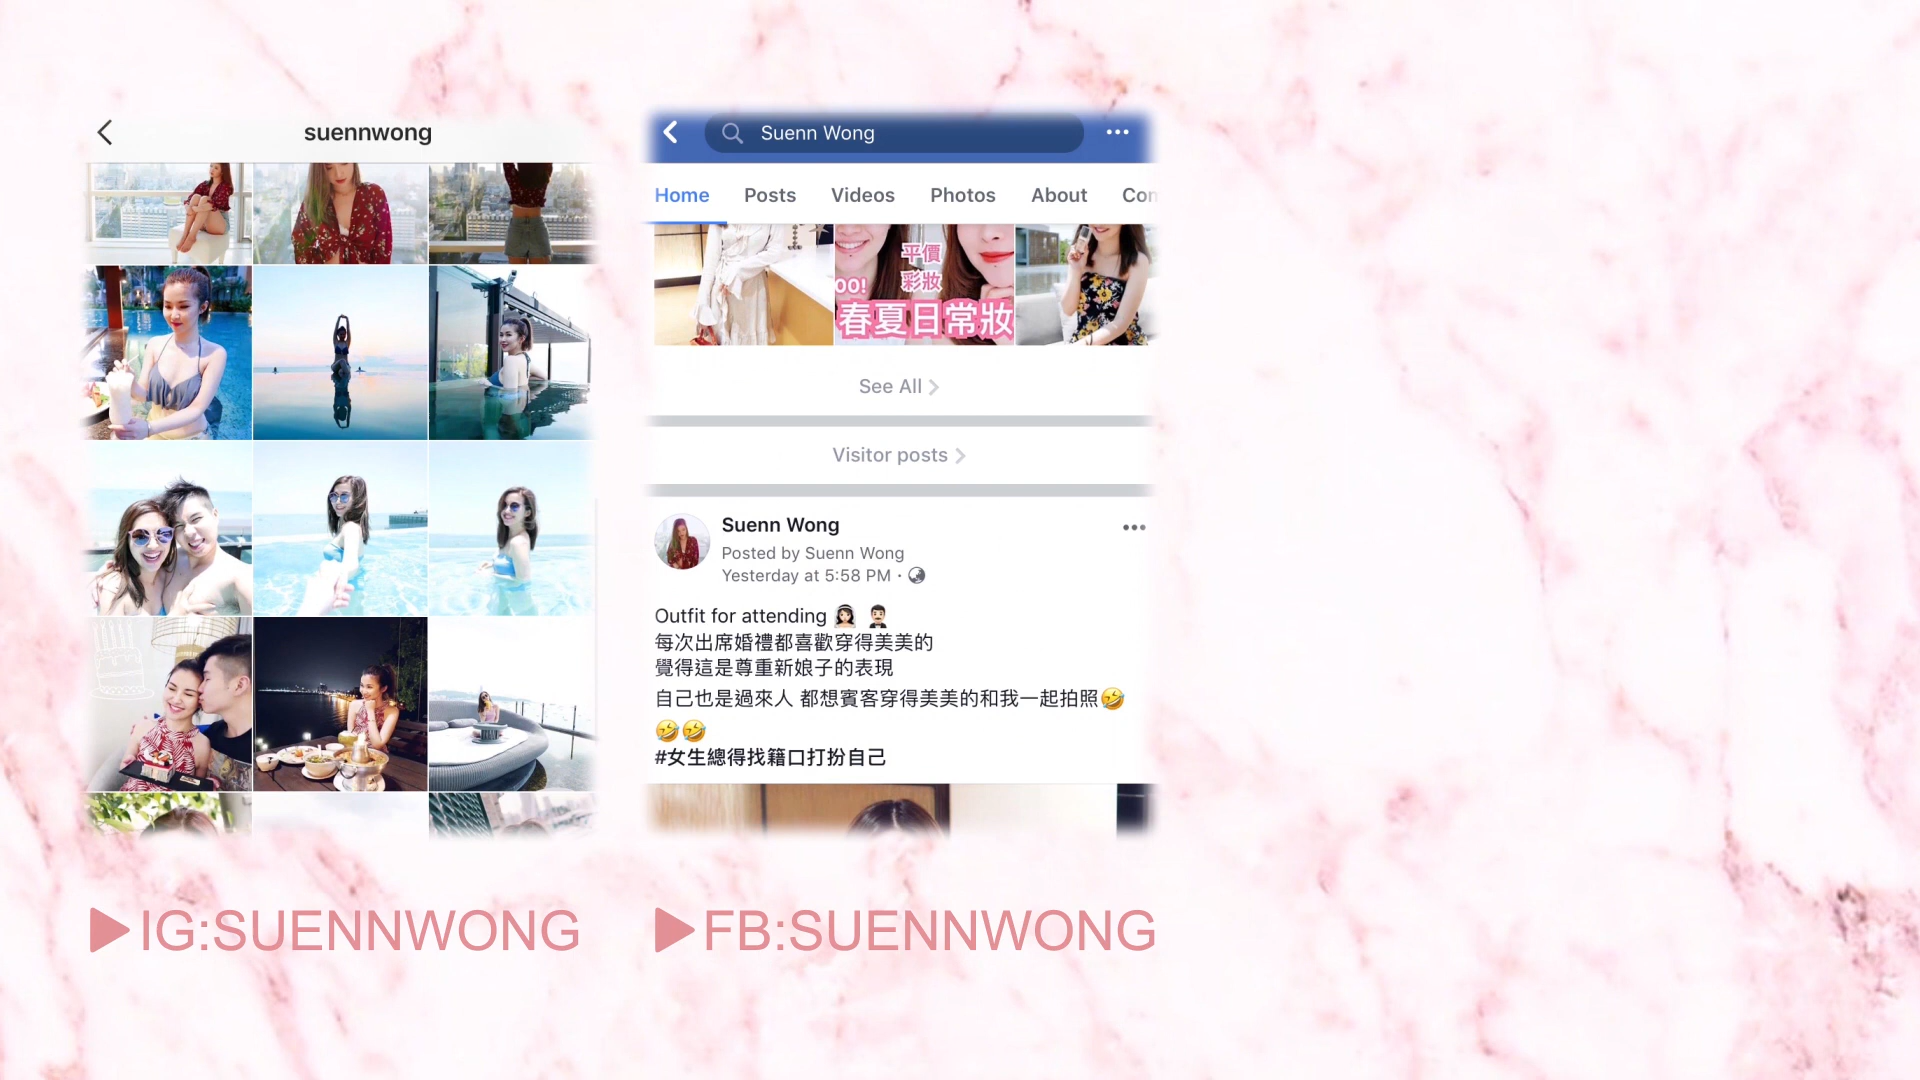 suennwong
Suenn Wong
Home Posts Videos Photos About
平價
彩妝
OO!
春夏日常妝
See All
Visitor posts
Suenn Wong
Posted by Suenn Wong
Yesterday at 5:58 PM ·
Outfit for attending 👰🏻 🤵🏻
每次出席婚禮都喜歡穿得美美的
覺得這是尊重新娘子的表現
自己也是過來人 都想賓客穿得美美的和我一起拍照🤣
🤣🤣
#女生總得找籍口打扮自己
▶IG:SUENNWONG
▶FB:SUENNWONG